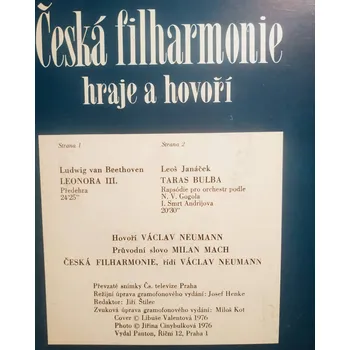 Česká filharmonie
hraje a hovoří
Strana 1
Ludwig van Beethoven
LEONORA III.
Předehra
24'25"
Strana 2
Leoš Janáček
TARAS BULBA
Rapsódie pro orchestr podle
N. V. Gogola
I. Smrt Andrijova
20'30"
Hovoří VÁCLAV NEUMANN
Průvodní slovo MILAN MACH
ČESKÁ FILHARMONIE, řídí VÁCLAV NEUMANN
Převzaté snímky Čs. televize Praha
Režijní úprava gramofonového vydání: Josef Henke
Redaktor: Jiří Štilec
Zvuková úprava gramofonového vydání: Miloš Kot
Cover © Libuše Valentová 1976
Photo © Jiřina Cinybulková 1976
Vydal Panton, Říční 12, Praha 1